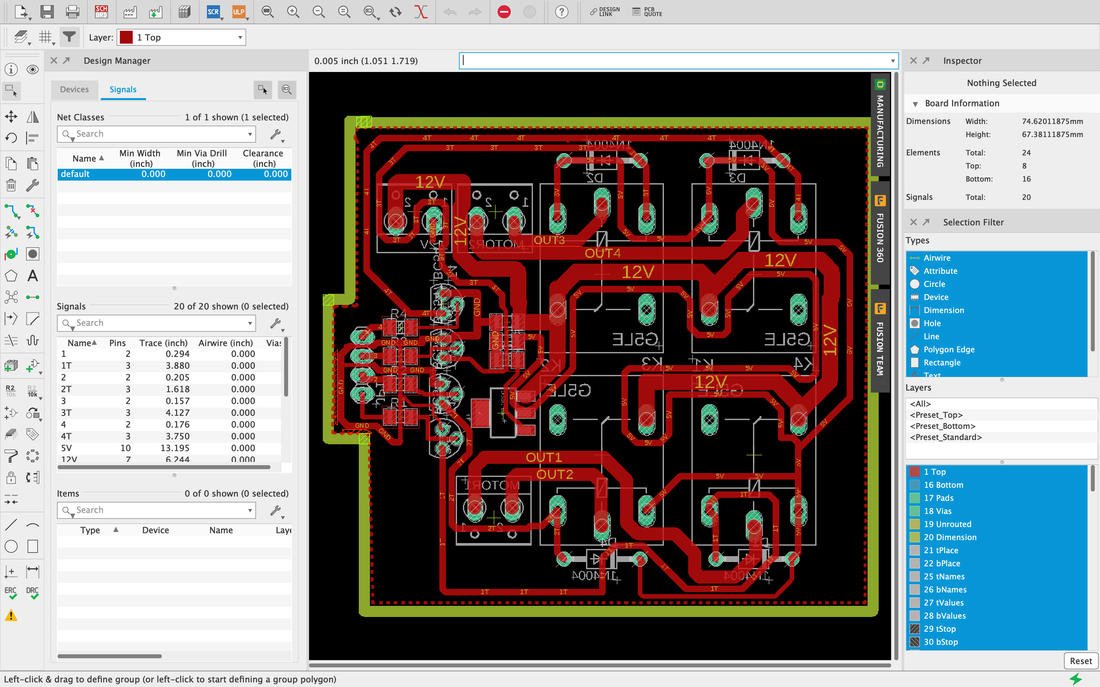 SCH
SCR
ULP
DESIGN
LINK
PCB
QUOTE
Layer:
1 Top
Design Manager
0.005 inch (1.051 1.719)
Inspector
Devices
Signals
Net Classes
1 of 1 shown (1 selected)
Search
Name
Min Width
(inch)
Min Via Drill
(inch)
Clearance
(inch)
default
0.000
0.000
0.000
Signals
20 of 20 shown (0 selected)
Search
Name
Pins
Trace (inch)
Airwire (inch)
Vias
1 2 0.294 0.000
1T 3 3.880 0.000
2 2 0.205 0.000
2T 3 1.618 0.000
3 2 0.157 0.000
3T 3 4.127 0.000
4 2 0.176 0.000
4T 3 3.750 0.000
5V 10 13.195 0.000
12V 7 6.244 0.000
Items
0 of 0 shown (0 selected)
Search
Type
Device
Name
Laye
R2
10k
ERC
DRC
MANUFACTURING
FUSION 360
FUSION TEAM
12V
12V
OUT3
OUT4
12V
12V
12V
12V
OUT1
OUT2
1N4004
1N4004
D2
D3
MOTOR2
G5LE
G5LE
K3
K4
G5LE
MOTOR1
1N4004
1N4004
GND
GND
4T
3T
5V
2T
1T
Nothing Selected
Board Information
Dimensions
Width:
74.62011875mm
Height:
67.38111875mm
Elements
Total:
24
Top:
8
Bottom:
16
Signals
Total:
20
Selection Filter
Types
Airwire
Attribute
Circle
Device
Dimension
Hole
Line
Polygon Edge
Rectangle
Text
Layers
<All>
<Preset_Top>
<Preset_Bottom>
<Preset_Standard>
1 Top
16 Bottom
17 Pads
18 Vias
19 Unrouted
20 Dimension
21 tPlace
22 bPlace
25 tNames
26 bNames
27 tValues
28 bValues
29 tStop
30 bStop
Reset
Left-click & drag to define group (or left-click to start defining a group polygon)